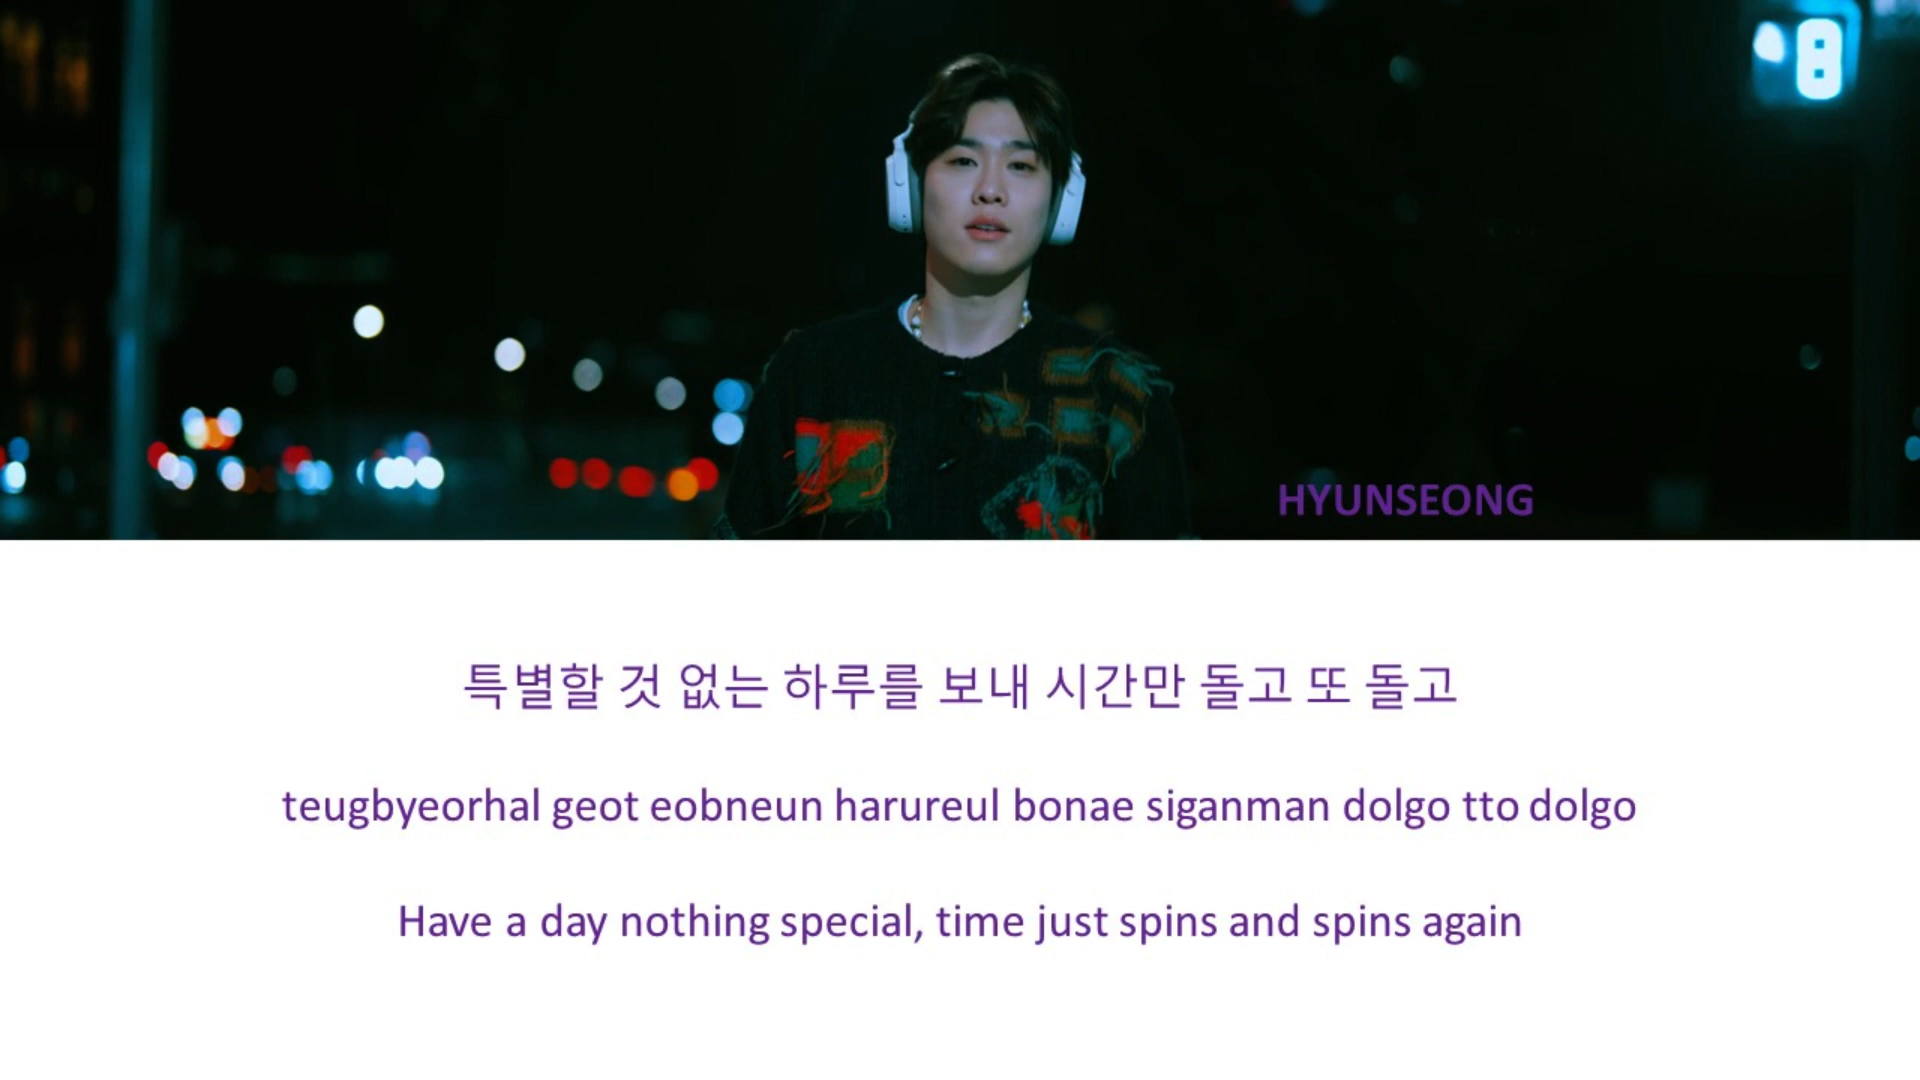 HYUNSEONG
특별할 것 없는 하루를 보내 시간만 돌고 또 돌고
teugbyeorhal geot eobneun harureul bonae siganman dolgo tto dolgo
Have a day nothing special, time just spins and spins again